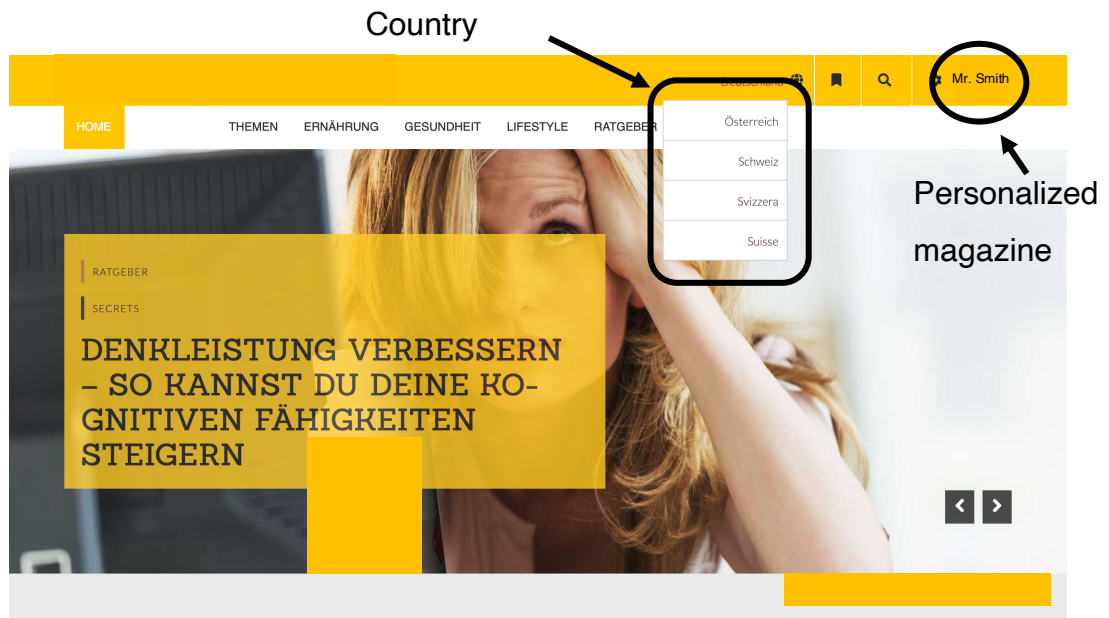 Country
Deutschland
Mr. Smith
HOME
THEMEN
ERNÄHRUNG
GESUNDHEIT
LIFESTYLE
RATGEBER
Österreich
Schweiz
Svizzera
Suisse
Personalized
magazine
RATGEBER
SECRETS
DENKLEISTUNG VERBESSERN
– SO KANNST DU DEINE KO-
GNITIVEN FÄHIGKEITEN
STEIGERN